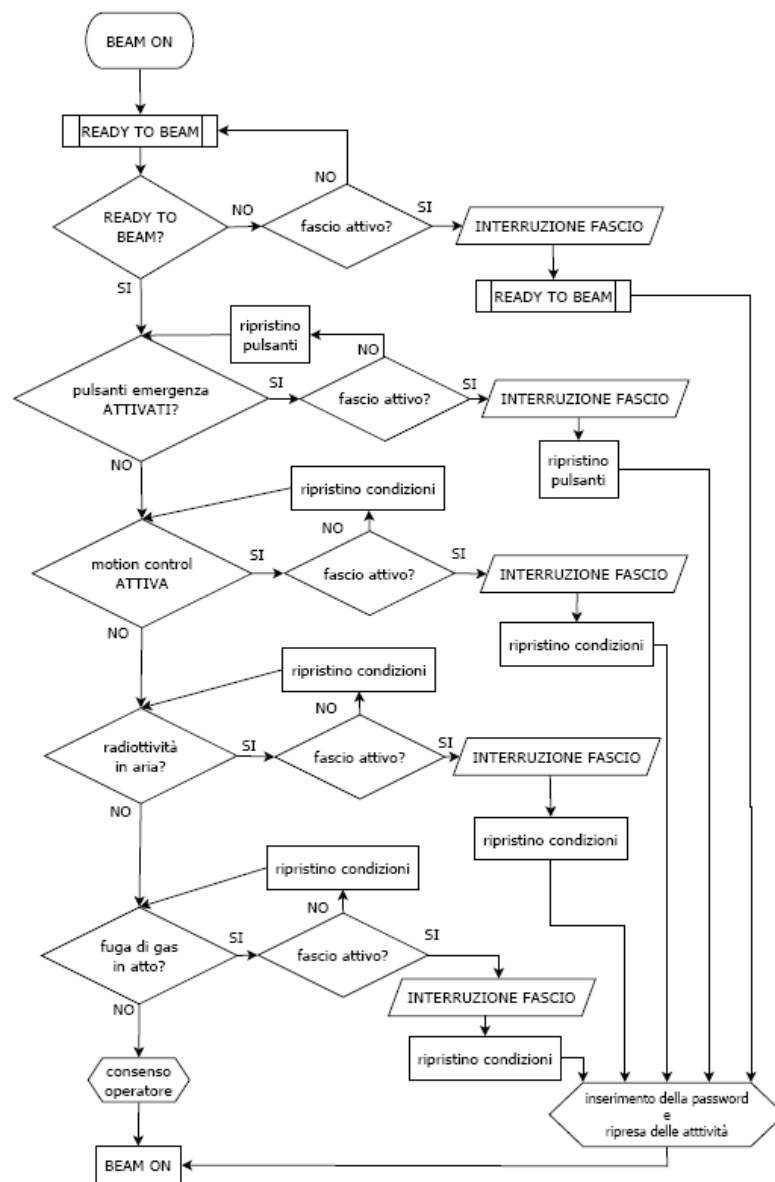 BEAM ON
READY TO BEAM
NO
NO
SI
READY TO
BEAM?
fascio attivo?
INTERRUZIONE FASCIO
SI
READY TO BEAM
ripristino
pulsanti
NO
SI
SI
pulsanti emergenza
ATTIVATI?
fascio attivo?
INTERRUZIONE FASCIO
NO
ripristino
pulsanti
ripristino condizioni
NO
SI
SI
motion control
ATTIVA
fascio attivo?
INTERRUZIONE FASCIO
NO
ripristino condizioni
ripristino condizioni
NO
SI
SI
radiottività
in aria?
fascio attivo?
INTERRUZIONE FASCIO
NO
ripristino condizioni
ripristino condizioni
NO
SI
SI
fuga di gas
in atto?
fascio attivo?
INTERRUZIONE FASCIO
NO
ripristino condizioni
consenso
operatore
inserimento della password
e
ripresa delle atttività
BEAM ON